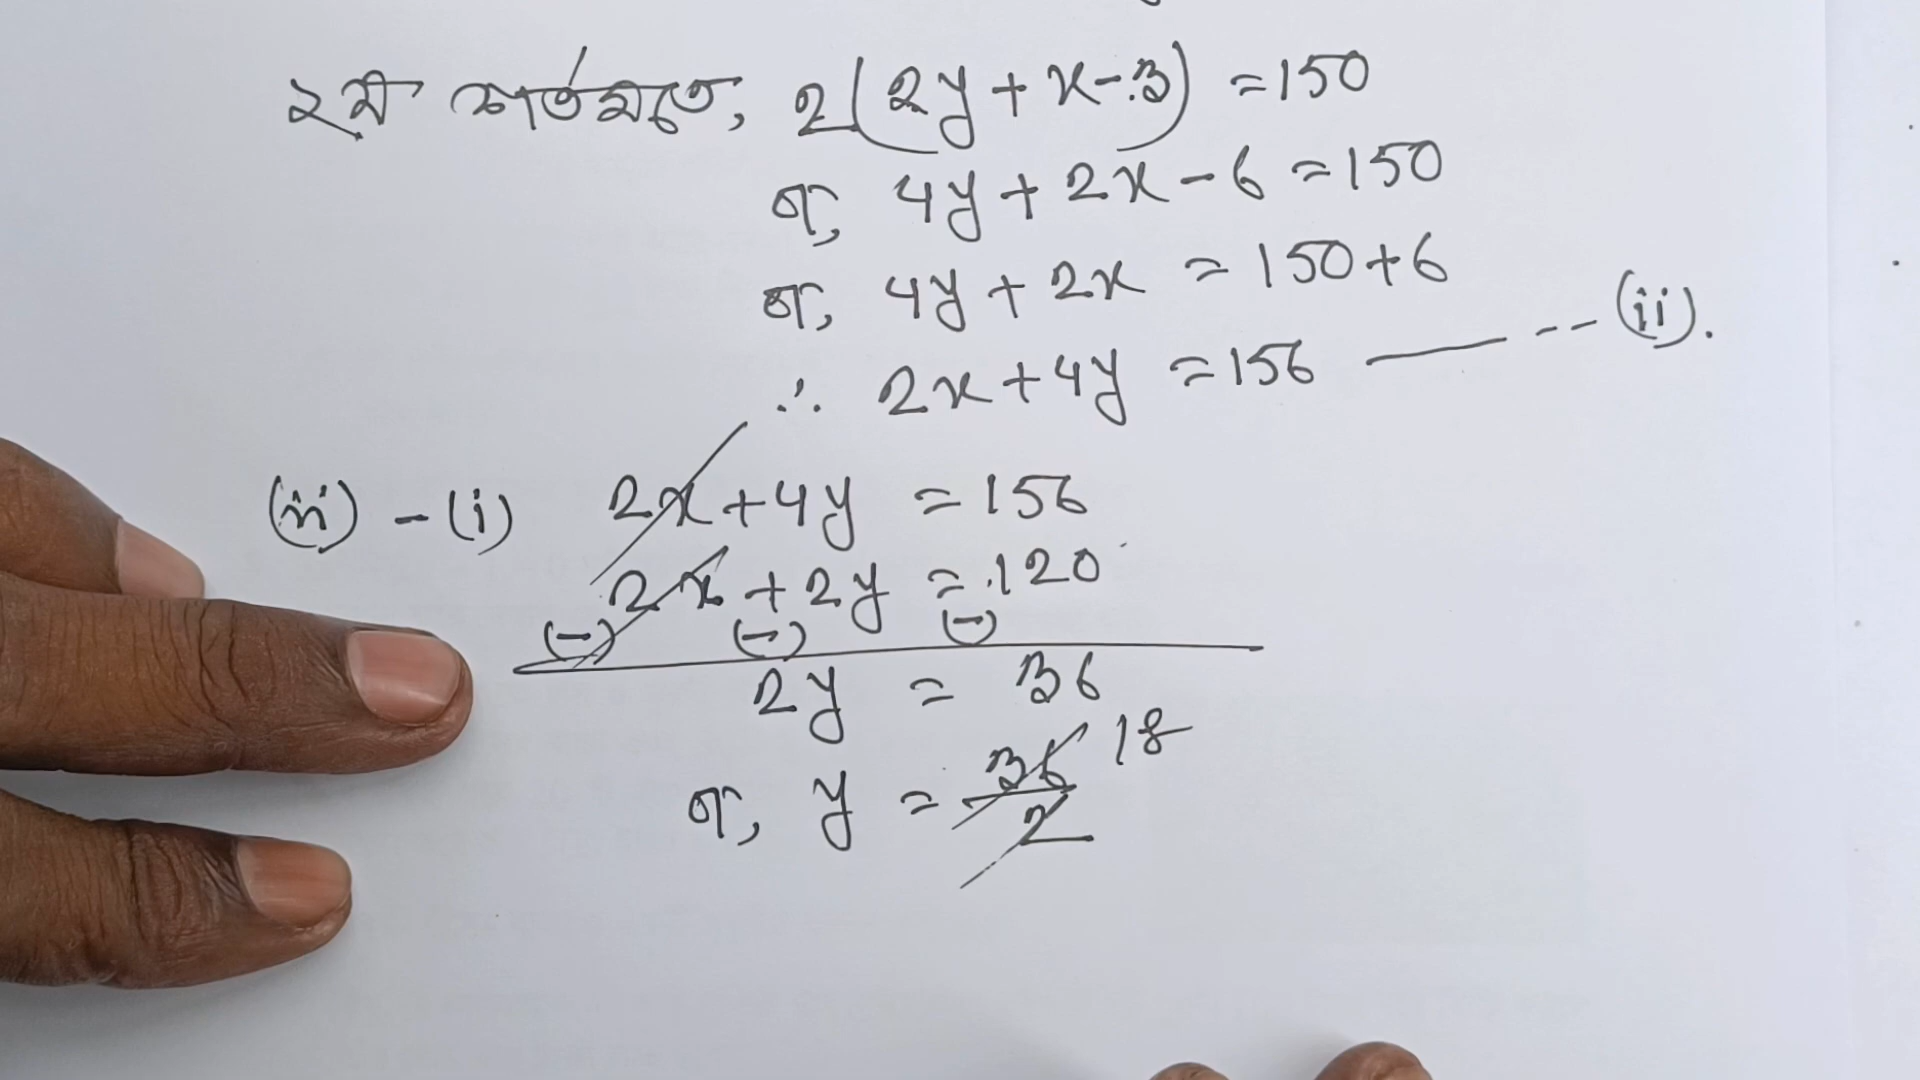 ২য় শর্তমতে, 2(2y + x - 3) = 150
বা, 4y + 2x - 6 = 150
বা, 4y + 2x = 150 + 6
∴ 2x + 4y = 156 —— -- (ii).
(ii) - (i) 2x + 4y = 156
2x + 2y = 120
(-) (-) (-)
2y = 36
বা, y = 36/2 18